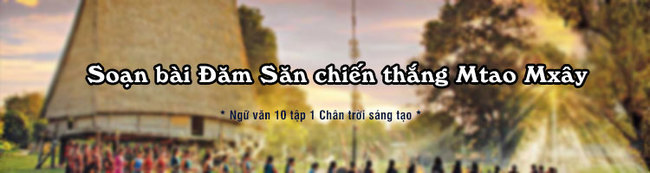 Soạn bài Đăm Săn chiến thắng Mtao Mxây
* Ngữ văn 10 tập 1 Chân trời sáng tạo *